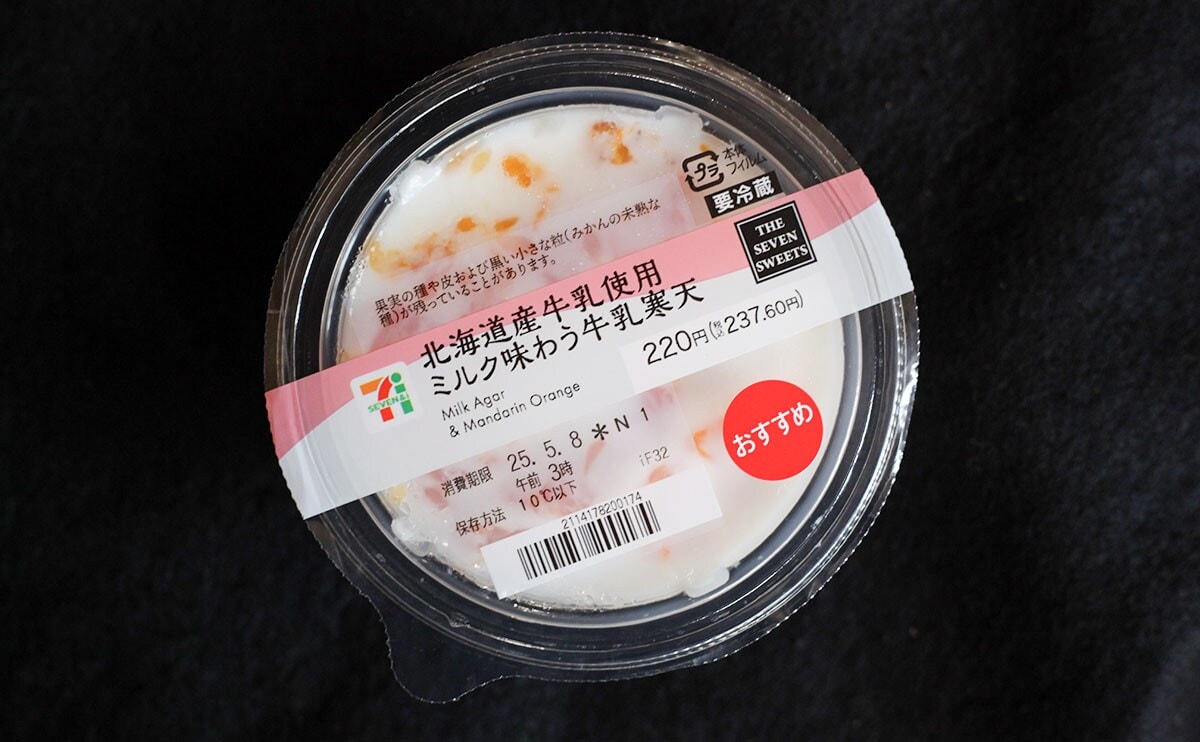 プラ
本体
フィルム
要冷蔵
THE
SEVEN
SWEETS
果実の種や皮および黒い小さな粒(みかんの未熟な
種)が残っていることがあります。
北海道産牛乳使用
ミルク味わう牛乳寒天
220円(税込237.60円)
SEVEN&i
Milk Agar
& Mandarin Orange
おすすめ
消費期限 25. 5. 8 *N 1
午前 3時 iF32
保存方法 10℃以下
2114178200174